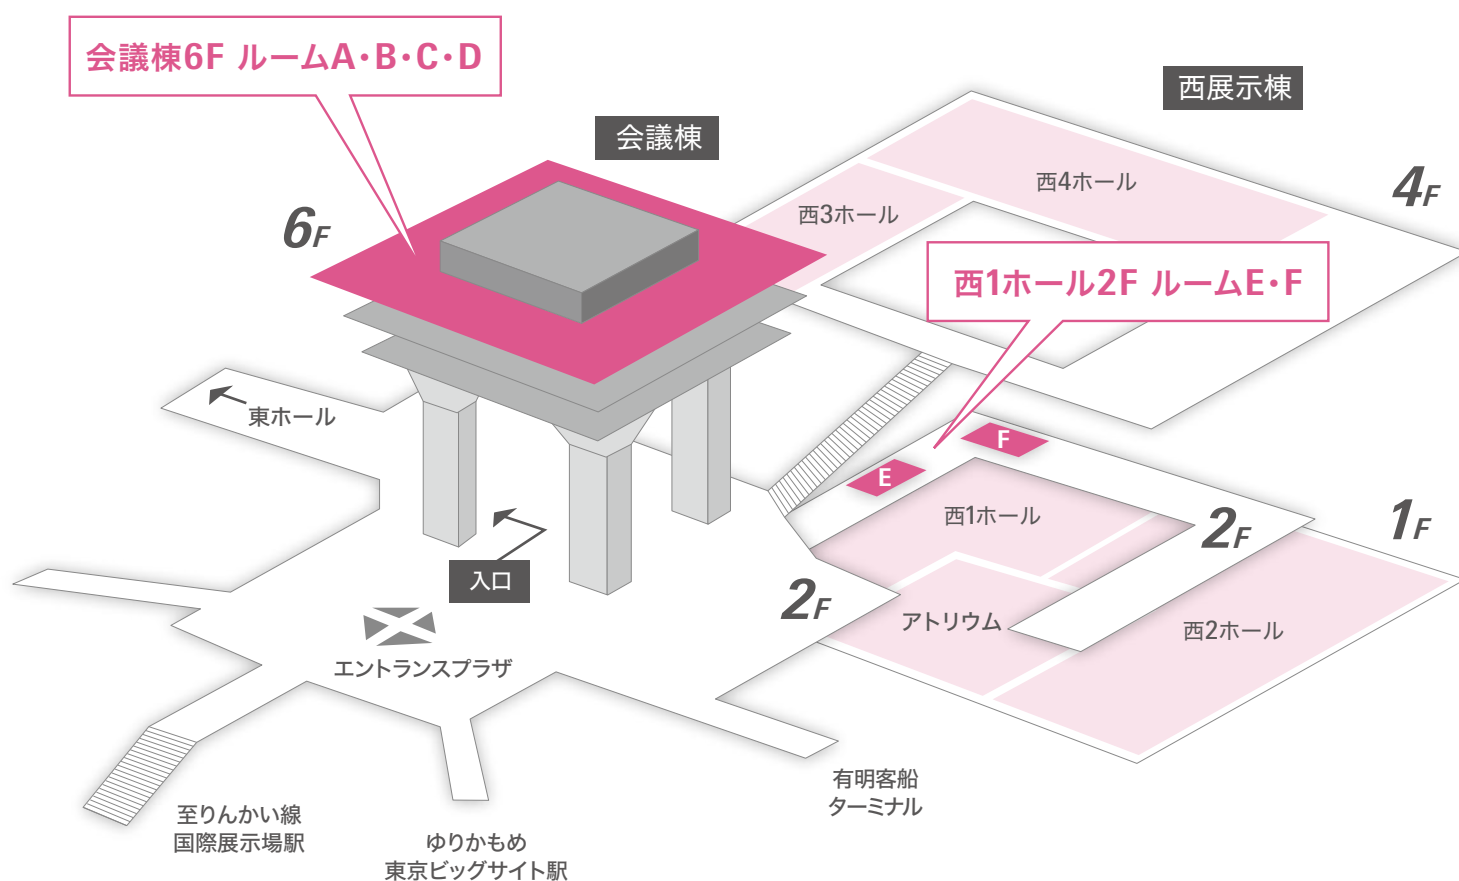 会議棟6F ルームA・B・C・D
西展示棟
会議棟
4F
西4ホール
西3ホール
6F
西1ホール2F ルームE・F
東ホール
F
E
西1ホール
2F
1F
入口
2F
アトリウム
西2ホール
エントランスプラザ
有明客船
ターミナル
至りんかい線
国際展示場駅
ゆりかもめ
東京ビッグサイト駅